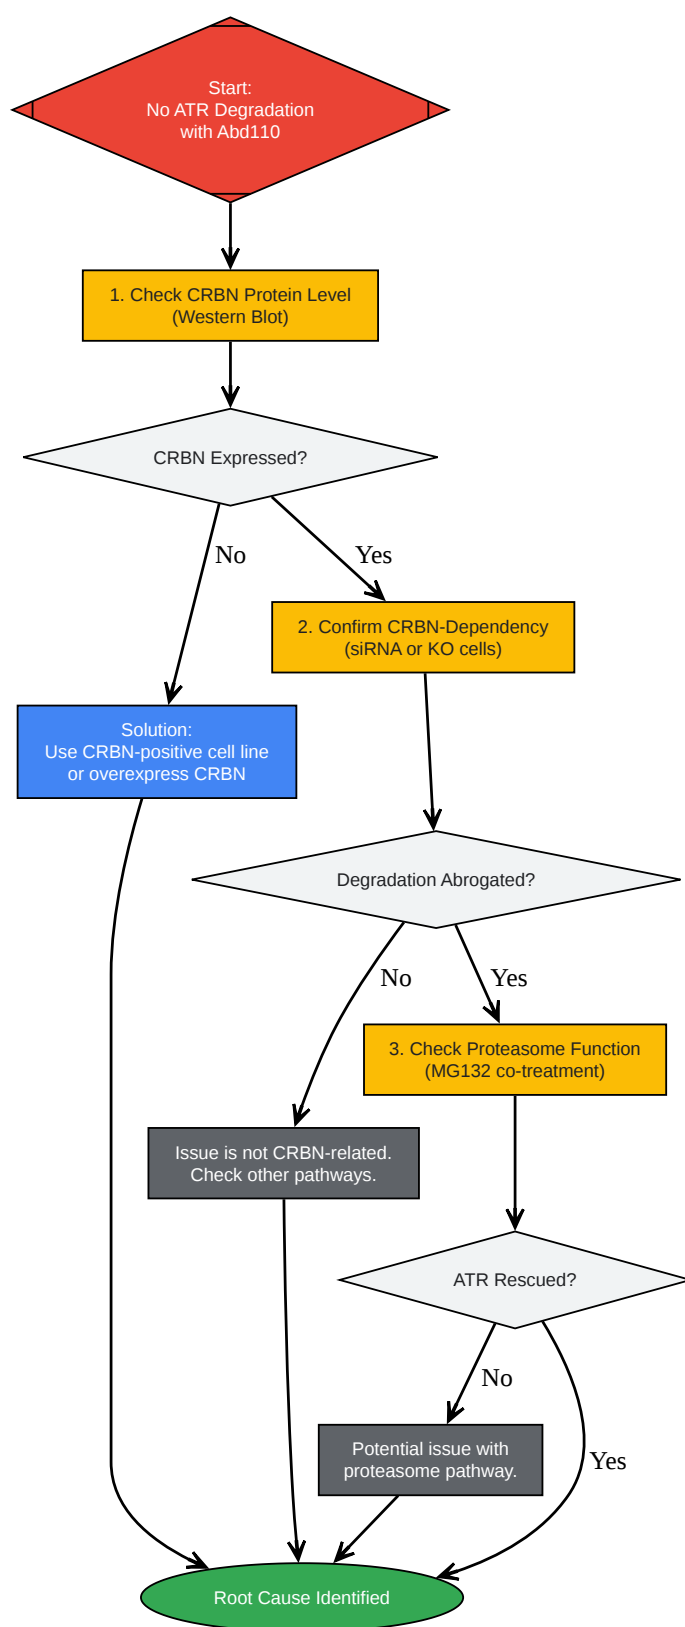 Start:
No ATR Degradation
with Abd110
1. Check CRBN Protein Level
(Western Blot)
CRBN Expressed?
No
Yes
2. Confirm CRBN-Dependency
(siRNA or KO cells)
Solution:
Use CRBN-positive cell line
or overexpress CRBN
Degradation Abrogated?
No
Yes
3. Check Proteasome Function
(MG132 co-treatment)
Issue is not CRBN-related.
Check other pathways.
ATR Rescued?
No
Yes
Potential issue with
proteasome pathway.
Root Cause Identified